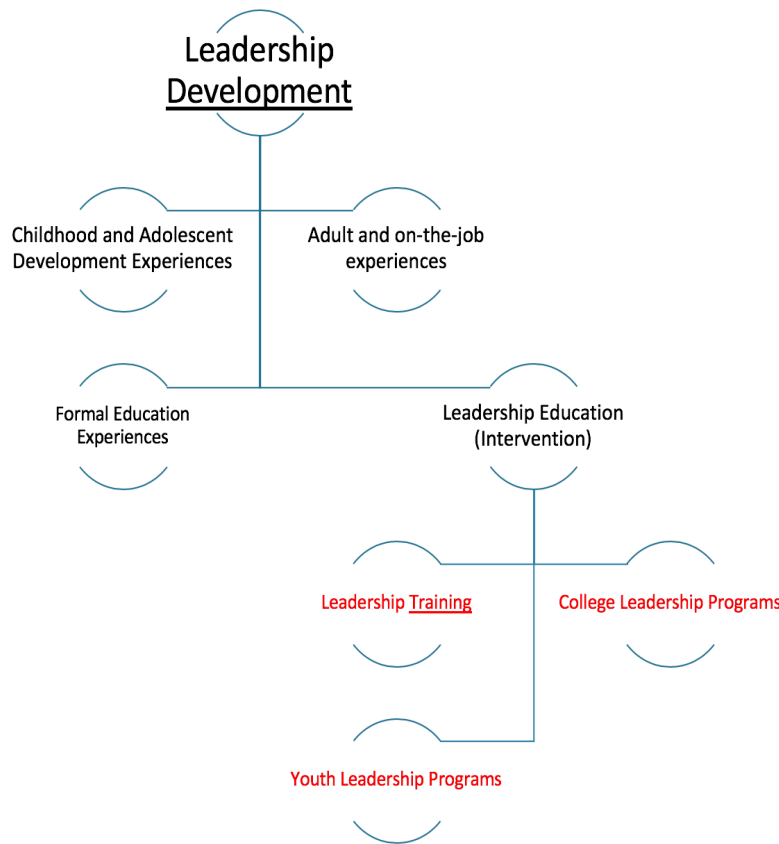 Leadership
Development
Childhood and Adolescent
Development Experiences
Adult and on-the-job
experiences
Formal Education
Experiences
Leadership Education
(Intervention)
Leadership Training
College Leadership Programs
Youth Leadership Programs